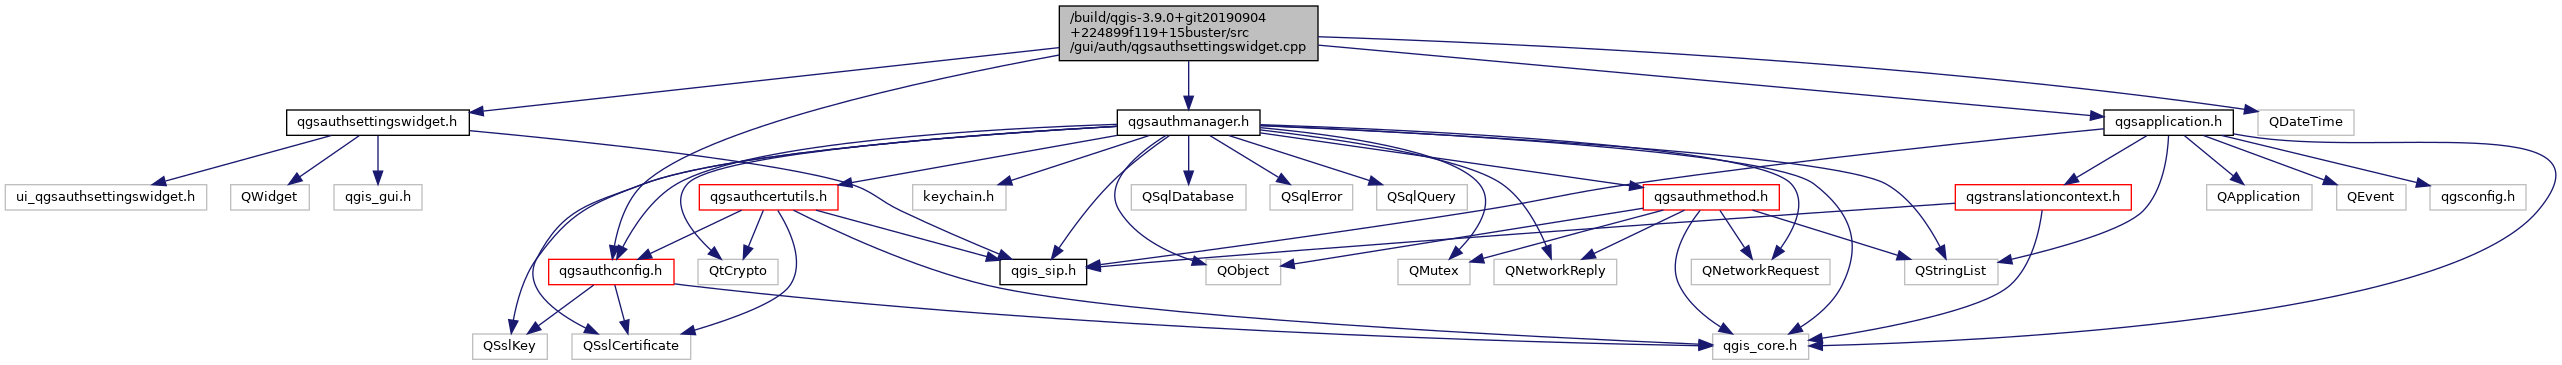 /build/qgis-3.9.0+git20190904
+224899f119+15buster/src
/gui/auth/qgsauthsettingswidget.cpp
qgsauthsettingswidget.h
qgsauthmanager.h
qgsapplication.h
QDateTime
ui_qgsauthsettingswidget.h
QWidget
qgis_gui.h
qgsauthcertutils.h
keychain.h
QSqlDatabase
QSqlError
QSqlQuery
qgsauthmethod.h
qgstranslationcontext.h
QApplication
QEvent
qgsconfig.h
qgsauthconfig.h
QtCrypto
qgis_sip.h
QObject
QMutex
QNetworkReply
QNetworkRequest
QStringList
QSslKey
QSslCertificate
qgis_core.h